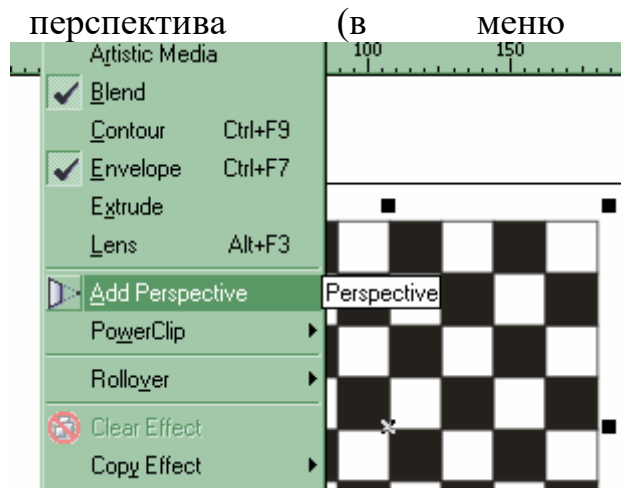 перспектива (в меню
Artistic Media
100 150
Blend
Contour Ctrl+F9
Envelope Ctrl+F7
Extrude
Lens Alt+F3
Add Perspective Perspective
PowerClip
Rollover
Clear Effect
Copy Effect